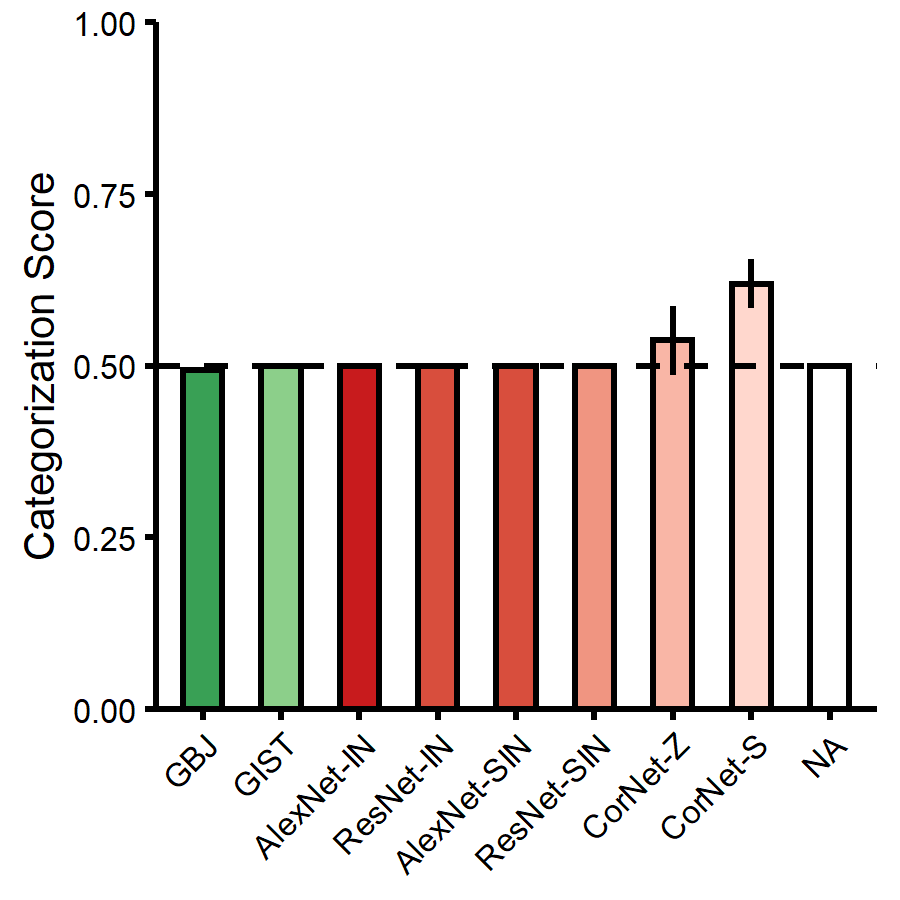 Categorization Score
1.00
0.75
0.50
0.25
0.00
GBJ
GIST
AlexNet-IN
ResNet-IN
AlexNet-SIN
ResNet-SIN
CorNet-Z
CorNet-S
NA